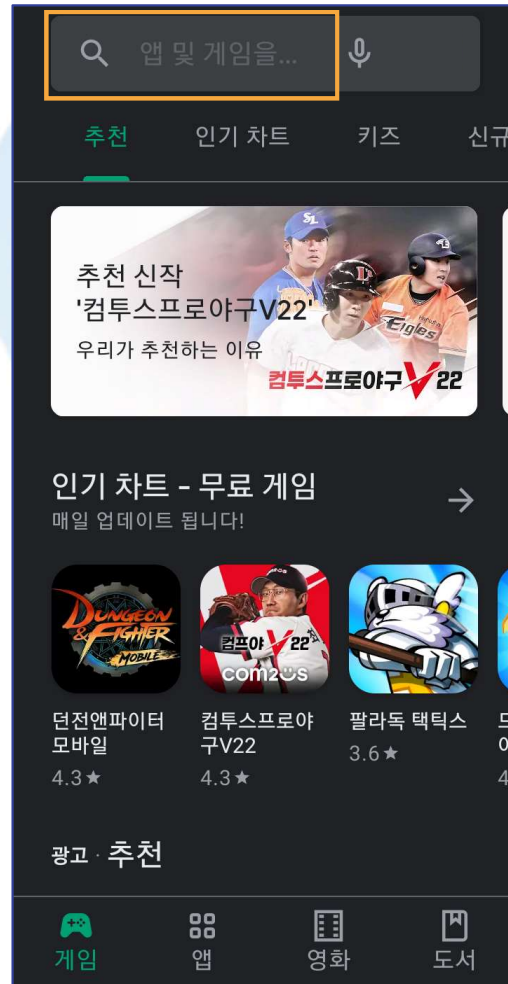 앱 및 게임을...
추천 인기 차트 키즈 신규
추천 신작
'컴투스프로야구V22'
우리가 추천하는 이유
SL
Eagles
컴투스프로야구 V 22
인기 차트 - 무료 게임
매일 업데이트 됩니다!
DUNGEON
& FIGHTER
MOBILE
컴프야 V 22
com2us
던전앤파이터
모바일
4.3★
컴투스프로야
구V22
4.3★
팔라독 택틱스
3.6★
광고 · 추천
게임 앱 영화 도서